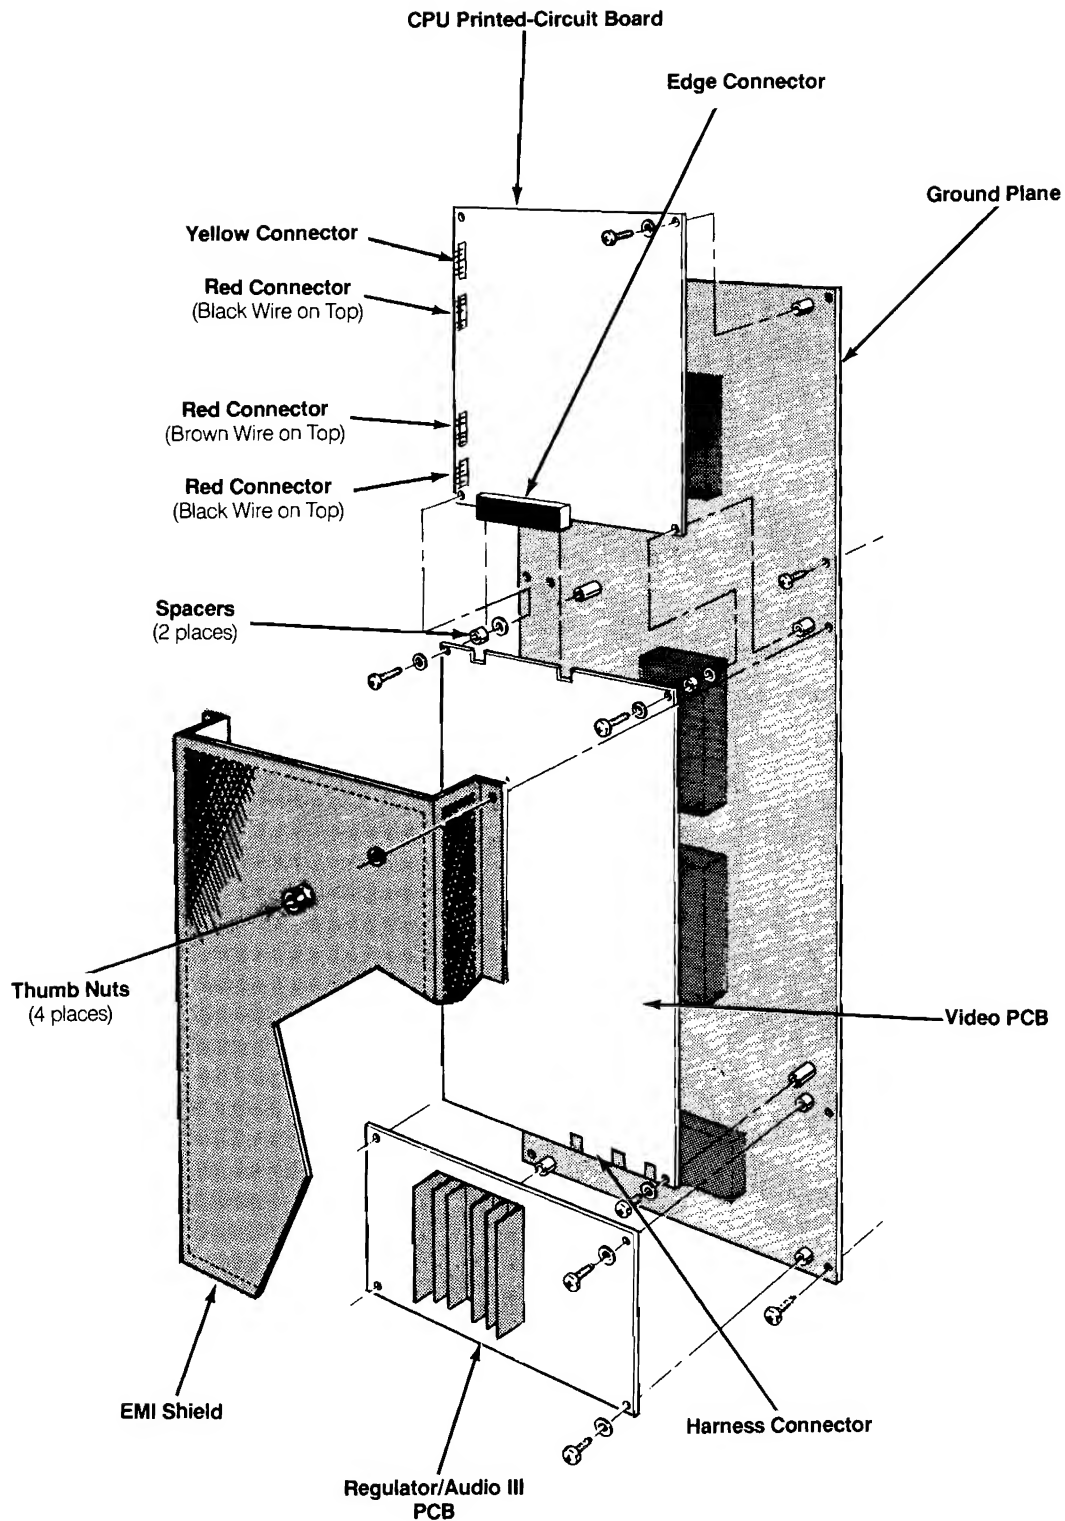 CPU Printed-Circuit Board
Edge Connector
Ground Plane
Yellow Connector
Red Connector
(Black Wire on Top)
Red Connector
(Brown Wire on Top)
Red Connector
(Black Wire on Top)
Spacers
(2 places)
Thumb Nuts
(4 places)
Video PCB
EMI Shield
Harness Connector
Regulator/Audio III
PCB